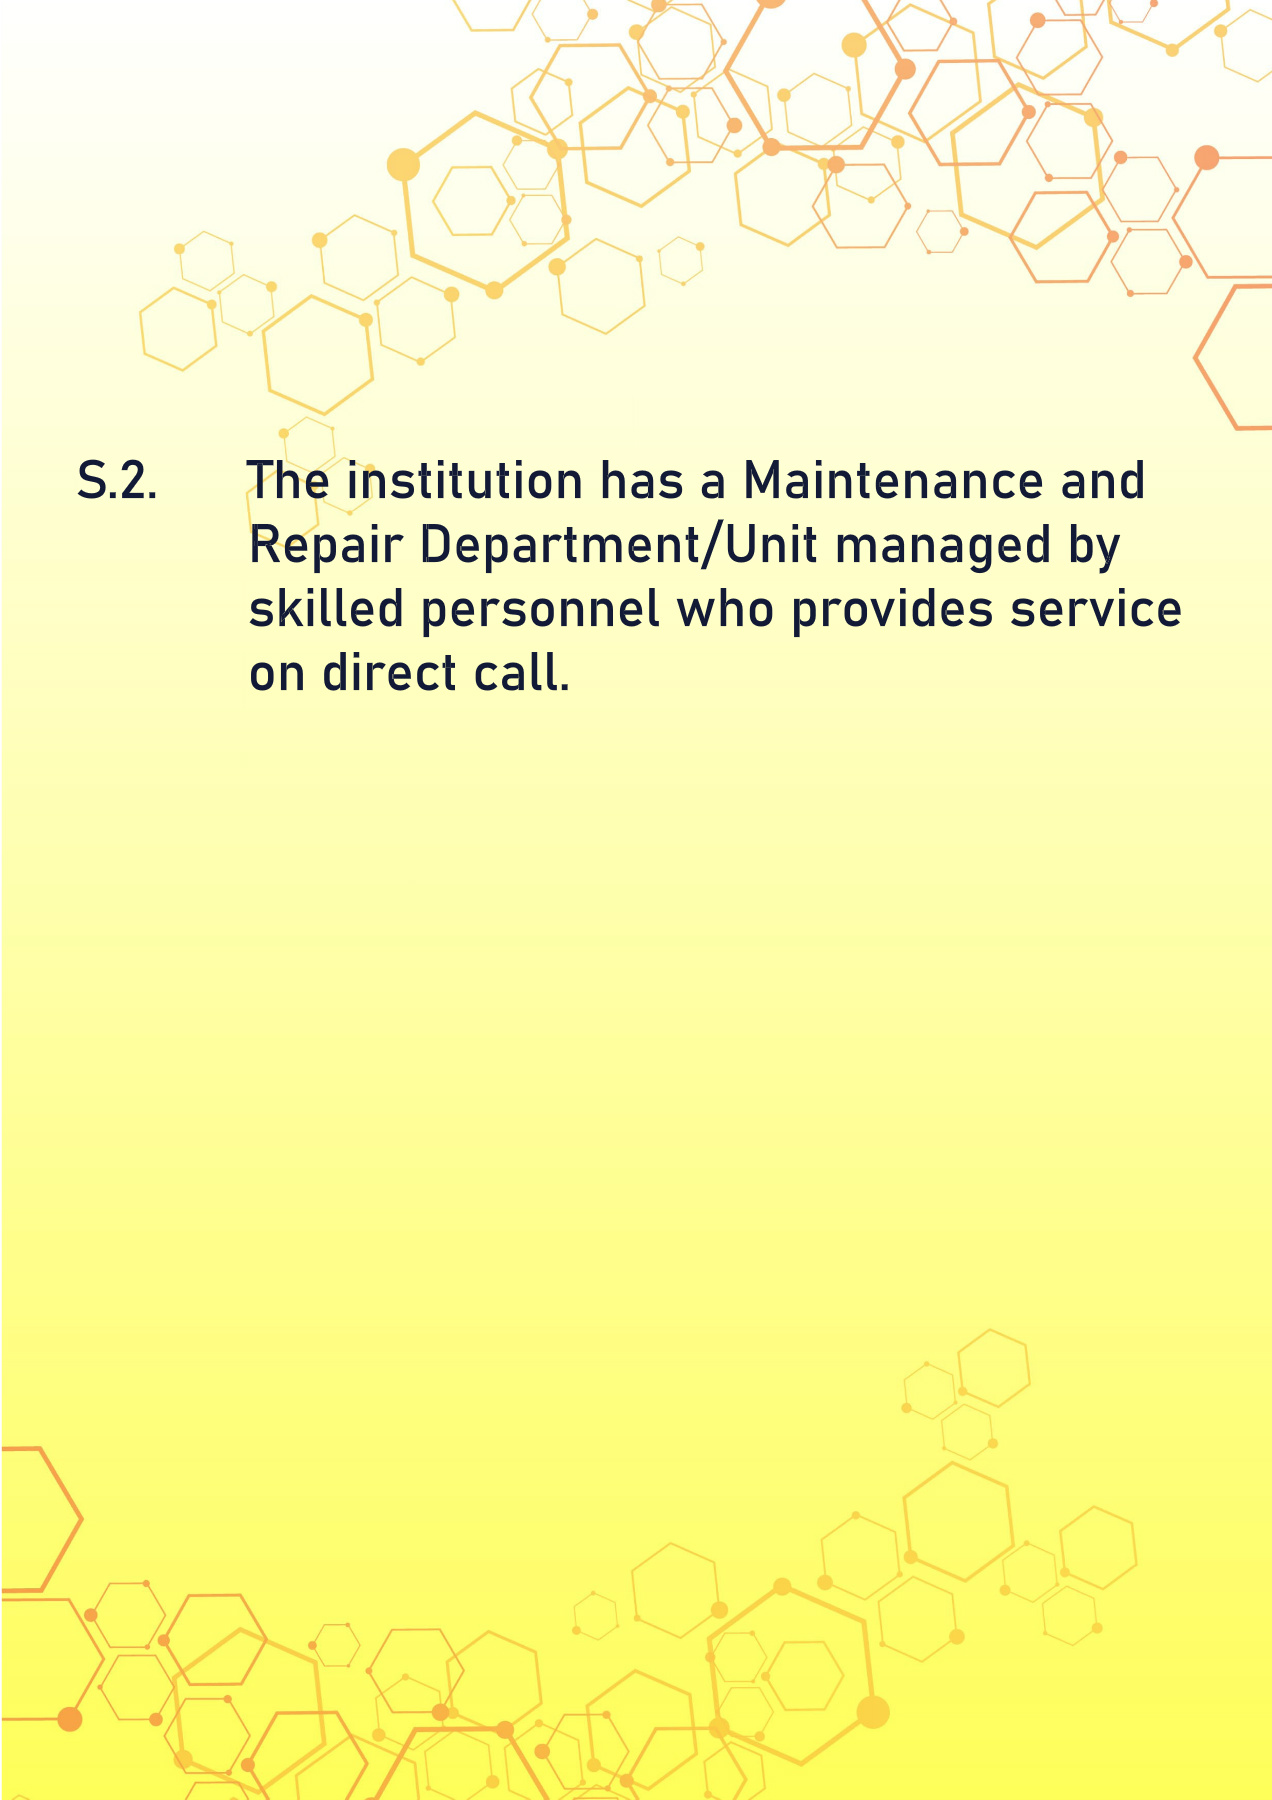 S.2. The institution has a Maintenance and
Repair Department/Unit managed by
skilled personnel who provides service
on direct call.